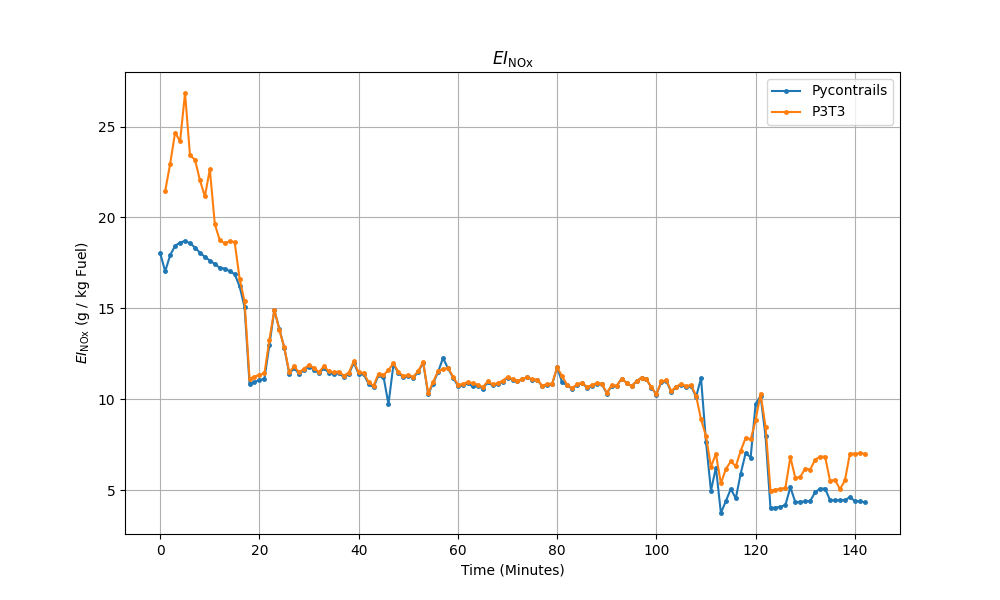 EI_NOx
Pycontrails
P3T3
EI_NOx (g / kg Fuel)
25
20
15
10
5
0 20 40 60 80 100 120 140
Time (Minutes)